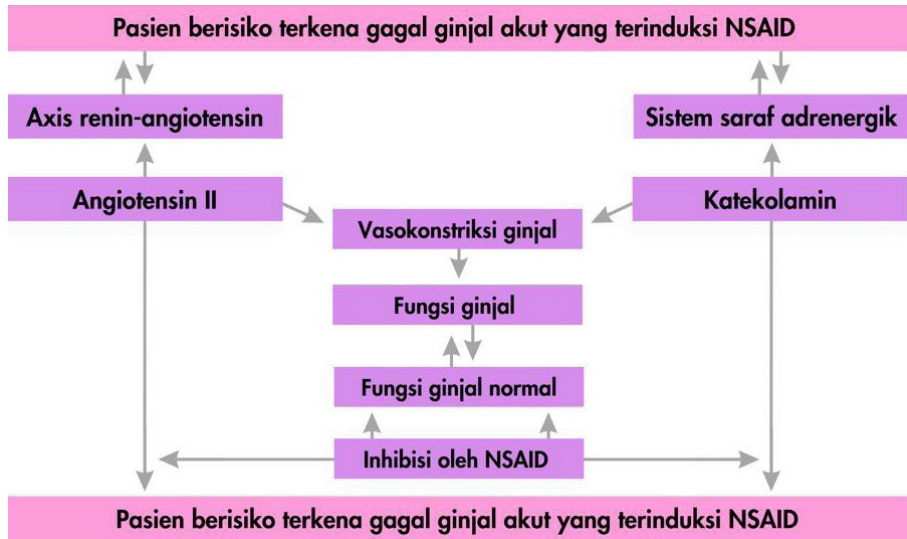 Pasien berisiko terkena gagal ginjal akut yang terinduksi NSAID
Axis renin-angiotensin
Sistem saraf adrenergik
Angiotensin II
Katekolamin
Vasokonstriksi ginjal
Fungsi ginjal
Fungsi ginjal normal
Inhibisi oleh NSAID
Pasien berisiko terkena gagal ginjal akut yang terinduksi NSAID